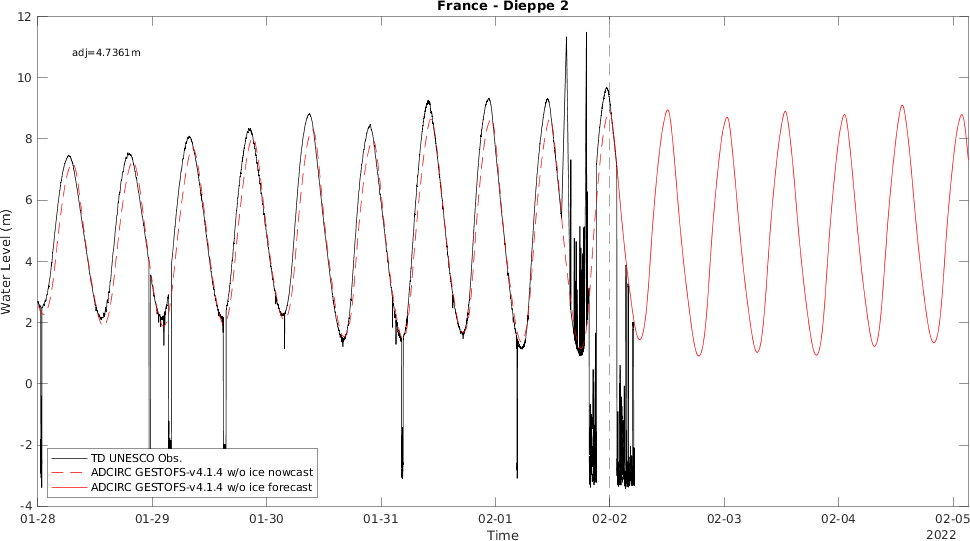 France - Dieppe 2
12
adj=4.7361m
10
8
6
4
2
0
-2
-4
Water Level (m)
TD UNESCO Obs.
ADCIRC GESTOFS-v4.1.4 w/o ice nowcast
ADCIRC GESTOFS-v4.1.4 w/o ice forecast
01-28 01-29 01-30 01-31 02-01 02-02 02-03 02-04 02-05
Time 2022